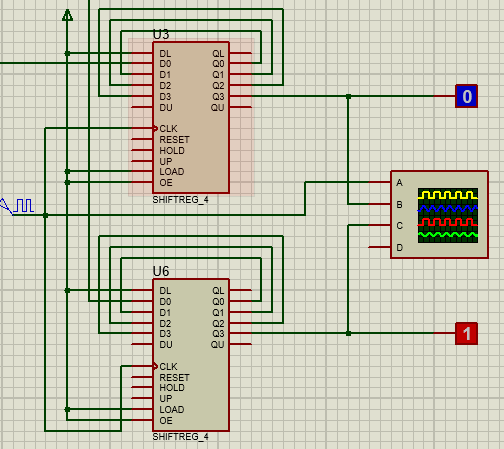 U3
DL QL
D0 Q0
D1 Q1
D2 Q2
D3 Q3
DU QU
CLK
RESET
HOLD
UP
LOAD
OE
SHIFTREG_4
0
A
B
C
D
U6
DL QL
D0 Q0
D1 Q1
D2 Q2
D3 Q3
DU QU
CLK
RESET
HOLD
UP
LOAD
OE
SHIFTREG_4
1